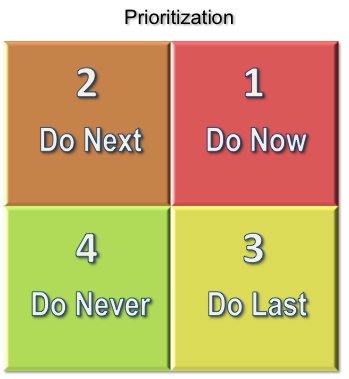 Prioritization
2
Do Next
1
Do Now
4
Do Never
3
Do Last